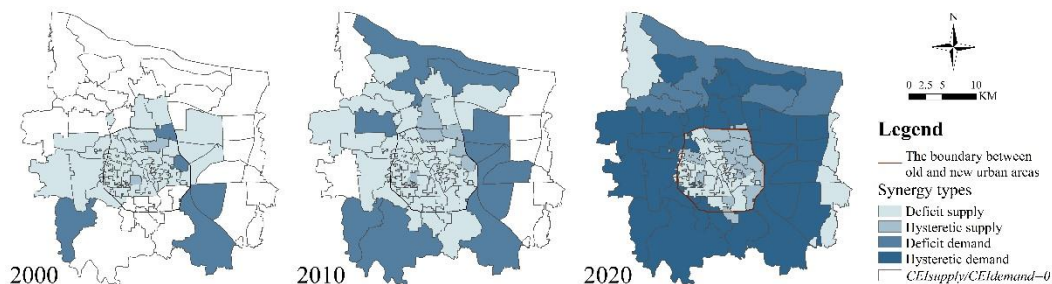 2000
2010
2020
N
0 2.5 5 10
KM
Legend
The boundary between
old and new urban areas
Synergy types
Deficit supply
Hysteretic supply
Deficit demand
Hysteretic demand
CEIsupply/CEIdemand=0